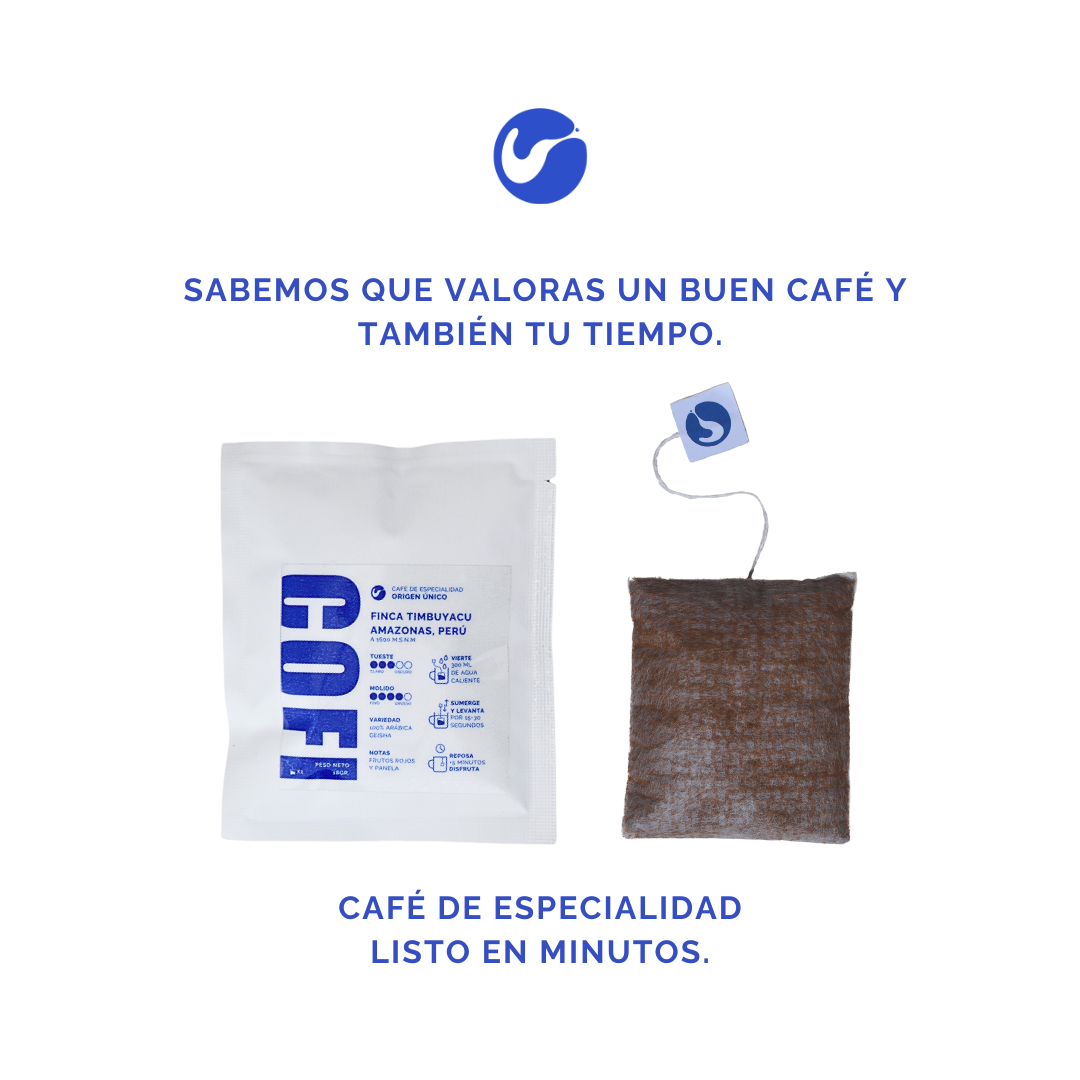 SABEMOS QUE VALORAS UN BUEN CAFÉ Y
TAMBIÉN TU TIEMPO.
COFI
PESO NETO
18GR.
X1
CAFÉ DE ESPECIALIDAD
ORIGEN ÚNICO
FINCA TIMBUYACU
AMAZONAS, PERÚ
A 1600 M.S.N.M
TUESTE
CLARO OSCURO
MOLIDO
FINO GRUESO
VARIEDAD
100% ARÁBICA
GEISHA
NOTAS
FRUTOS ROJOS
Y PANELA
VIERTE
300 ML
DE AGUA
CALIENTE
SUMERGE
Y LEVANTA
POR 15-30
SEGUNDOS
REPOSA
+5 MINUTOS
DISFRUTA
CAFÉ DE ESPECIALIDAD
LISTO EN MINUTOS.